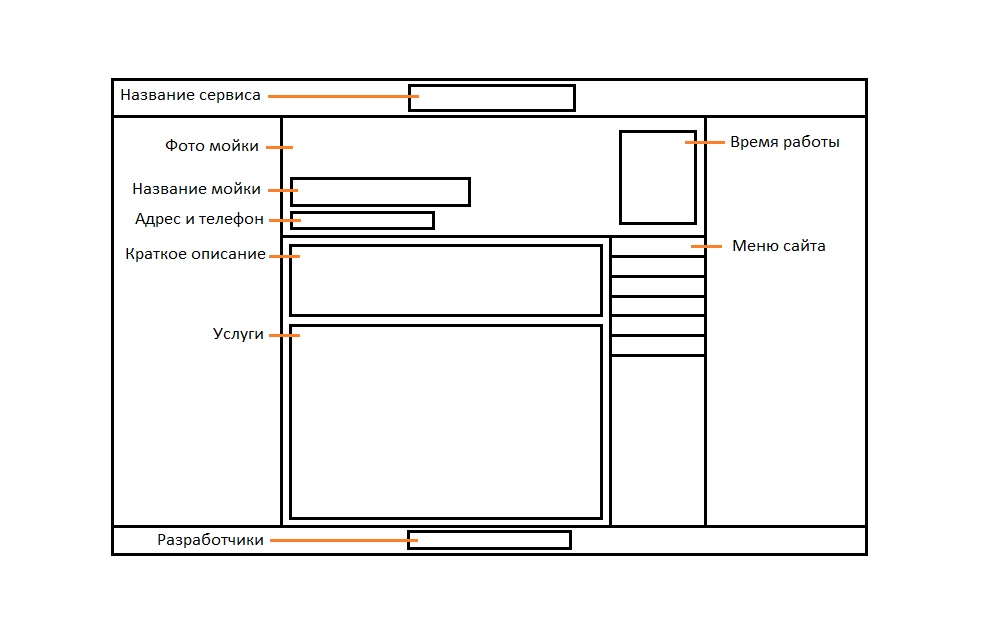 Название сервиса
Фото мойки
Время работы
Название мойки
Адрес и телефон
Меню сайта
Краткое описание
Услуги
Разработчики